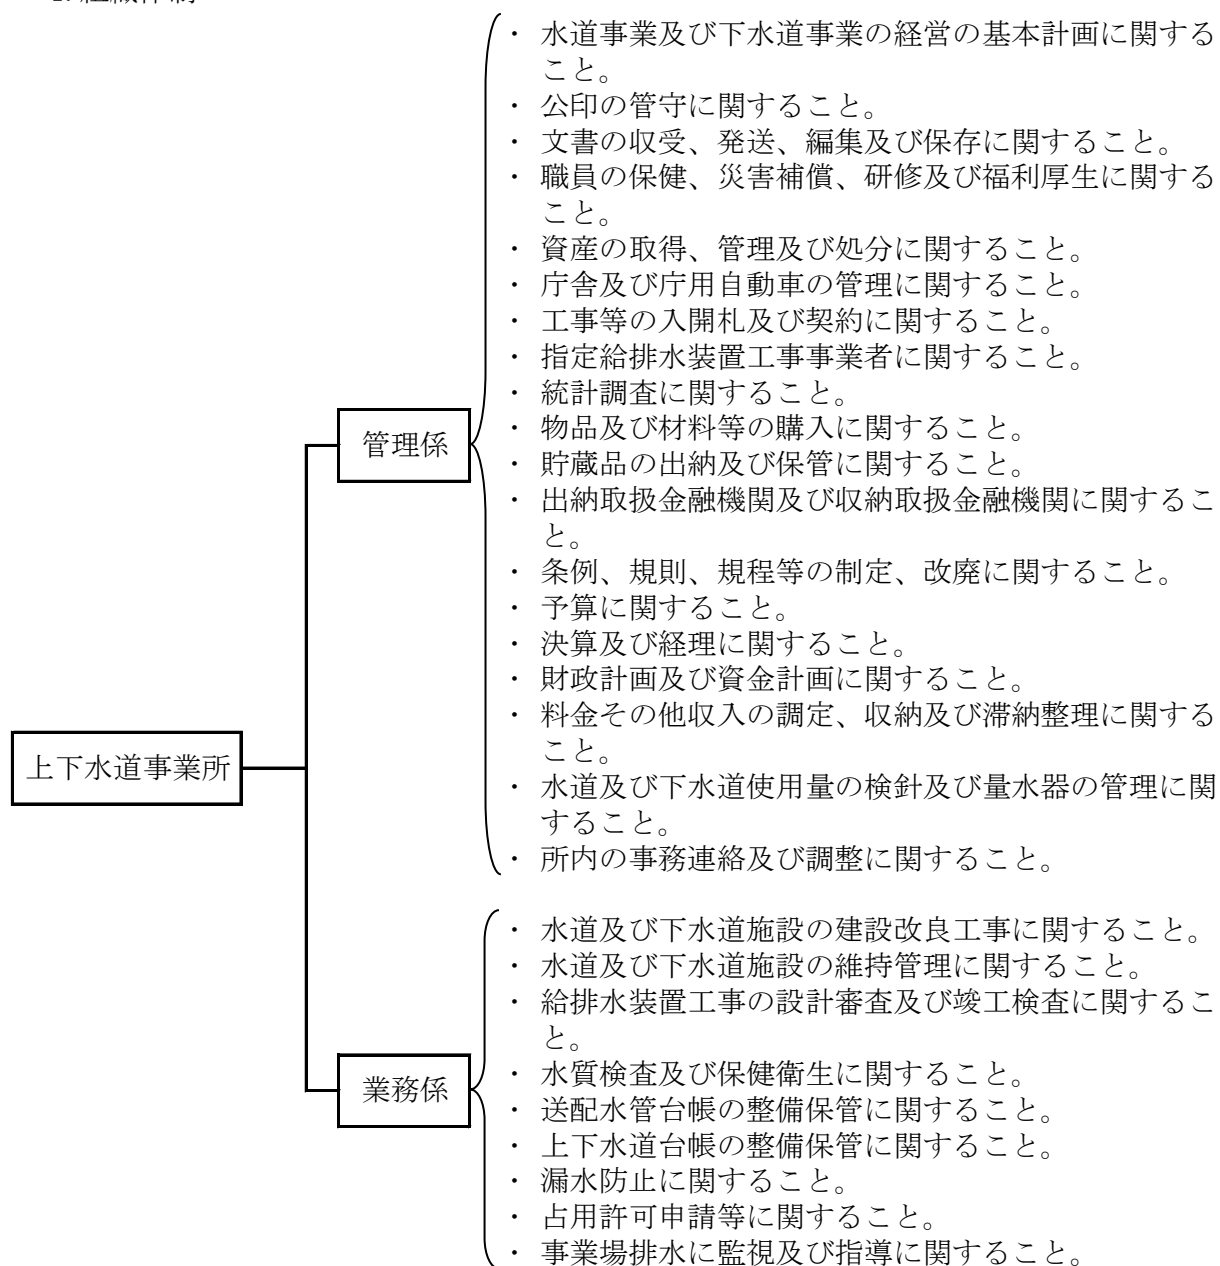 ・ 水道事業及び下水道事業の経営の基本計画に関する
こと。
・ 公印の管守に関すること。
・ 文書の収受、発送、編集及び保存に関すること。
・ 職員の保健、災害補償、研修及び福利厚生に関する
こと。
・ 資産の取得、管理及び処分に関すること。
・ 庁舎及び庁用自動車の管理に関すること。
・ 工事等の入開札及び契約に関すること。
・ 指定給排水装置工事事業者に関すること。
・ 統計調査に関すること。
・ 物品及び材料等の購入に関すること。
管理係
・ 貯蔵品の出納及び保管に関すること。
・ 出納取扱金融機関及び収納取扱金融機関に関するこ
と。
・ 条例、規則、規程等の制定、改廃に関すること。
・ 予算に関すること。
・ 決算及び経理に関すること。
・ 財政計画及び資金計画に関すること。
・ 料金その他収入の調定、収納及び滞納整理に関する
こと。
上下水道事業所
・ 水道及び下水道使用量の検針及び量水器の管理に関
すること。
・ 所内の事務連絡及び調整に関すること。
・ 水道及び下水道施設の建設改良工事に関すること。
・ 水道及び下水道施設の維持管理に関すること。
・ 給排水装置工事の設計審査及び竣工検査に関するこ
と。
・ 水質検査及び保健衛生に関すること。
業務係
・ 送配水管台帳の整備保管に関すること。
・ 上下水道台帳の整備保管に関すること。
・ 漏水防止に関すること。
・ 占用許可申請等に関すること。
・ 事業場排水に監視及び指導に関すること。